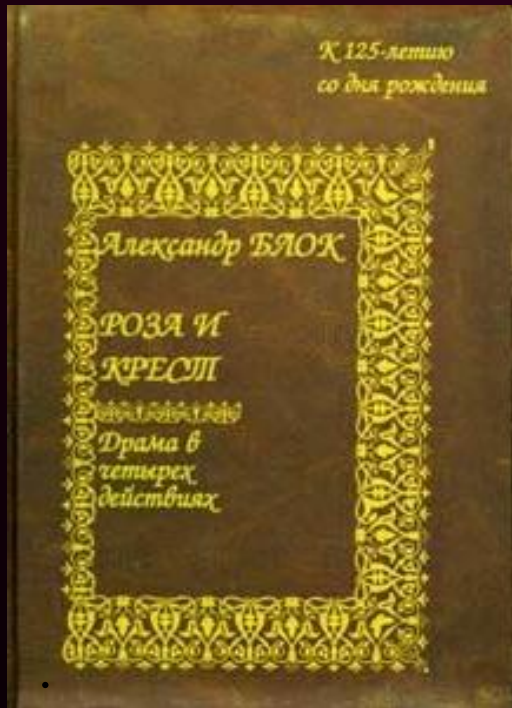 К 125-летию
со дня рождения
Александр БЛОК
РОЗА И
КРЕСТ
Драма в
четырех
действиях